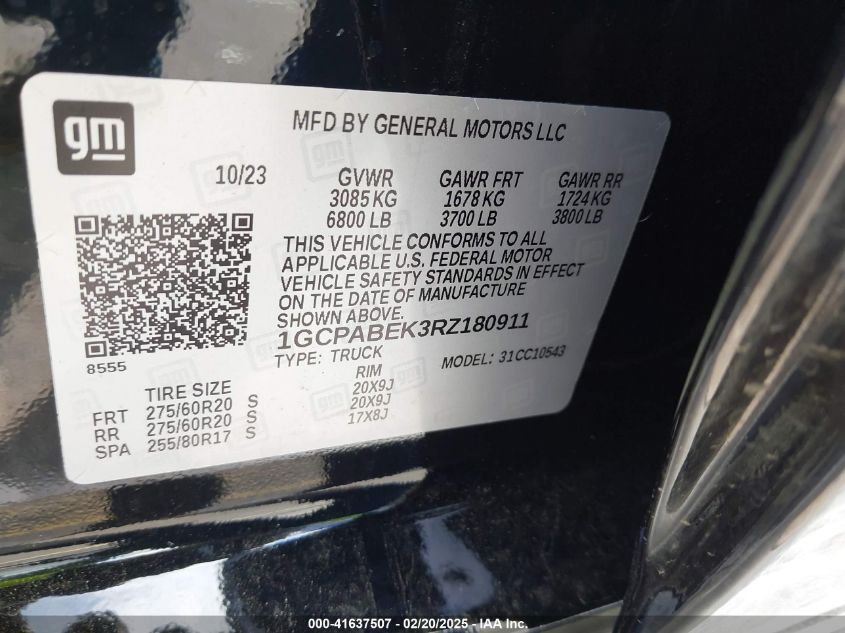 gm
MFD BY GENERAL MOTORS LLC
10/23 GVWR GAWR FRT GAWR RR
3085 KG 1678 KG 1724 KG
6800 LB 3700 LB 3800 LB
THIS VEHICLE CONFORMS TO ALL
APPLICABLE U.S. FEDERAL MOTOR
VEHICLE SAFETY STANDARDS IN EFFECT
ON THE DATE OF MANUFACTURE
SHOWN ABOVE.
1GCPABEK3RZ180911
8555 TYPE: TRUCK MODEL: 31CC10543
TIRE SIZE RIM
FRT 275/60R20 S 20X9J
RR 275/60R20 S 20X9J
SPA 255/80R17 S 17X8J
000-41637507 - 02/20/2025 - IAA, Inc.